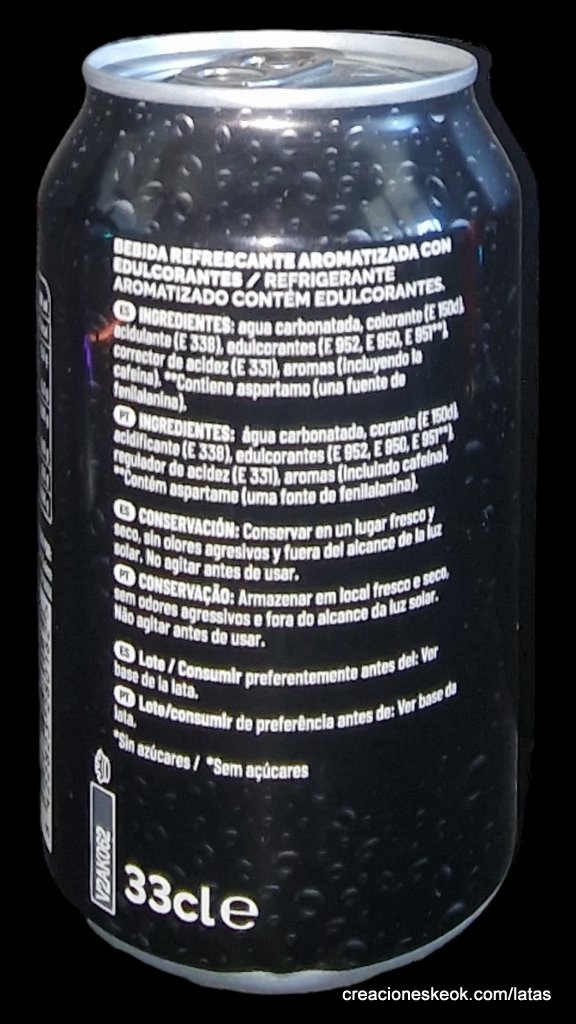 BEBIDA REFRESCANTE AROMATIZADA CON
EDULCORANTES / REFRIGERANTE
AROMATIZADO CONTÉM EDULCORANTES.
ES INGREDIENTES: agua carbonatada, colorante (E 150d),
acidulante (E 338), edulcorantes (E 952, E 950, E 951**),
corrector de acidez (E 331), aromas (incluyendo la
cafeína). **Contiene aspartamo (una fuente de
fenilalanina).
PT INGREDIENTES: água carbonatada, corante (E 150d),
acidificante (E 338), edulcorantes (E 952, E 950, E 951**),
regulador de acidez (E 331), aromas (incluindo cafeína).
**Contém aspartamo (uma fonte de fenilalanina).
ES CONSERVACIÓN: Conservar en un lugar fresco y
seco, sin olores agresivos y fuera del alcance de la luz
solar. No agitar antes de usar.
PT CONSERVAÇÃO: Armazenar em local fresco e seco,
sem odores agressivos e fora do alcance da luz solar.
Não agitar antes de usar.
ES Lote / Consumir preferentemente antes del: Ver
base de la lata.
PT Lote/consumir de preferência antes de: Ver base da
lata.
*Sin azúcares / *Sem açúcares
V2AK062
33cl e
creacioneskeok.com/latas